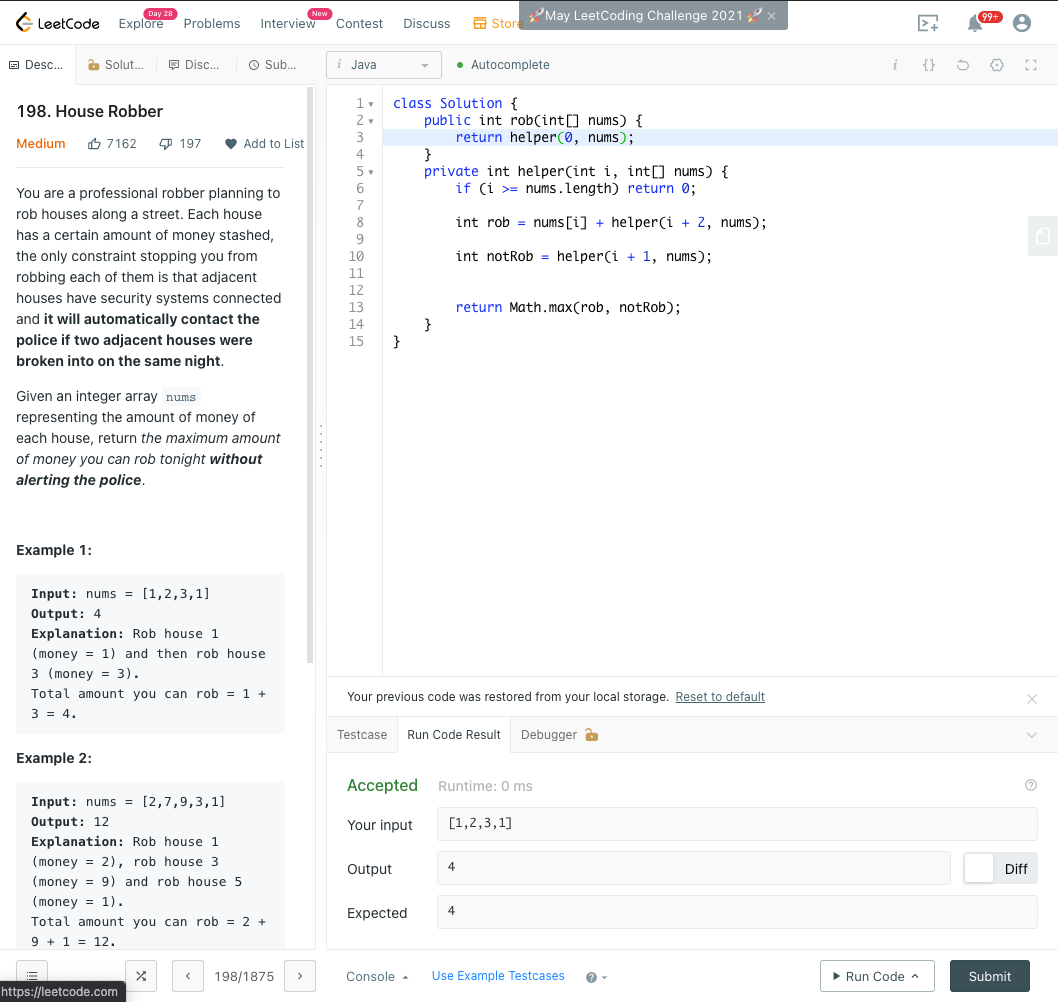 LeetCode
Explore
Day 28
Problems
Interview
New
Contest
Discuss
Store
🚀May LeetCoding Challenge 2021 🚀 ×
99+
Desc...
Solut...
Disc...
Sub...
i Java
Autocomplete
i {}
198. House Robber
Medium 7162 197 Add to List
You are a professional robber planning to
rob houses along a street. Each house
has a certain amount of money stashed,
the only constraint stopping you from
robbing each of them is that adjacent
houses have security systems connected
and it will automatically contact the
police if two adjacent houses were
broken into on the same night.
Given an integer array nums
representing the amount of money of
each house, return the maximum amount
of money you can rob tonight without
alerting the police.
Example 1:
Input: nums = [1,2,3,1]
Output: 4
Explanation: Rob house 1
(money = 1) and then rob house
3 (money = 3).
Total amount you can rob = 1 +
3 = 4.
Example 2:
Input: nums = [2,7,9,3,1]
Output: 12
Explanation: Rob house 1
(money = 2), rob house 3
(money = 9) and rob house 5
(money = 1).
Total amount you can rob = 2 +
9 + 1 = 12.
198/1875
https://leetcode.com
1 class Solution {
2 public int rob(int[] nums) {
3 return helper(0, nums);
4 }
5 private int helper(int i, int[] nums) {
6 if (i >= nums.length) return 0;
7
8 int rob = nums[i] + helper(i + 2, nums);
9
10 int notRob = helper(i + 1, nums);
11
12
13 return Math.max(rob, notRob);
14 }
15 }
Your previous code was restored from your local storage. Reset to default
Testcase Run Code Result Debugger
Accepted Runtime: 0 ms
Your input [1,2,3,1]
Output 4 Diff
Expected 4
Console Use Example Testcases Run Code Submit